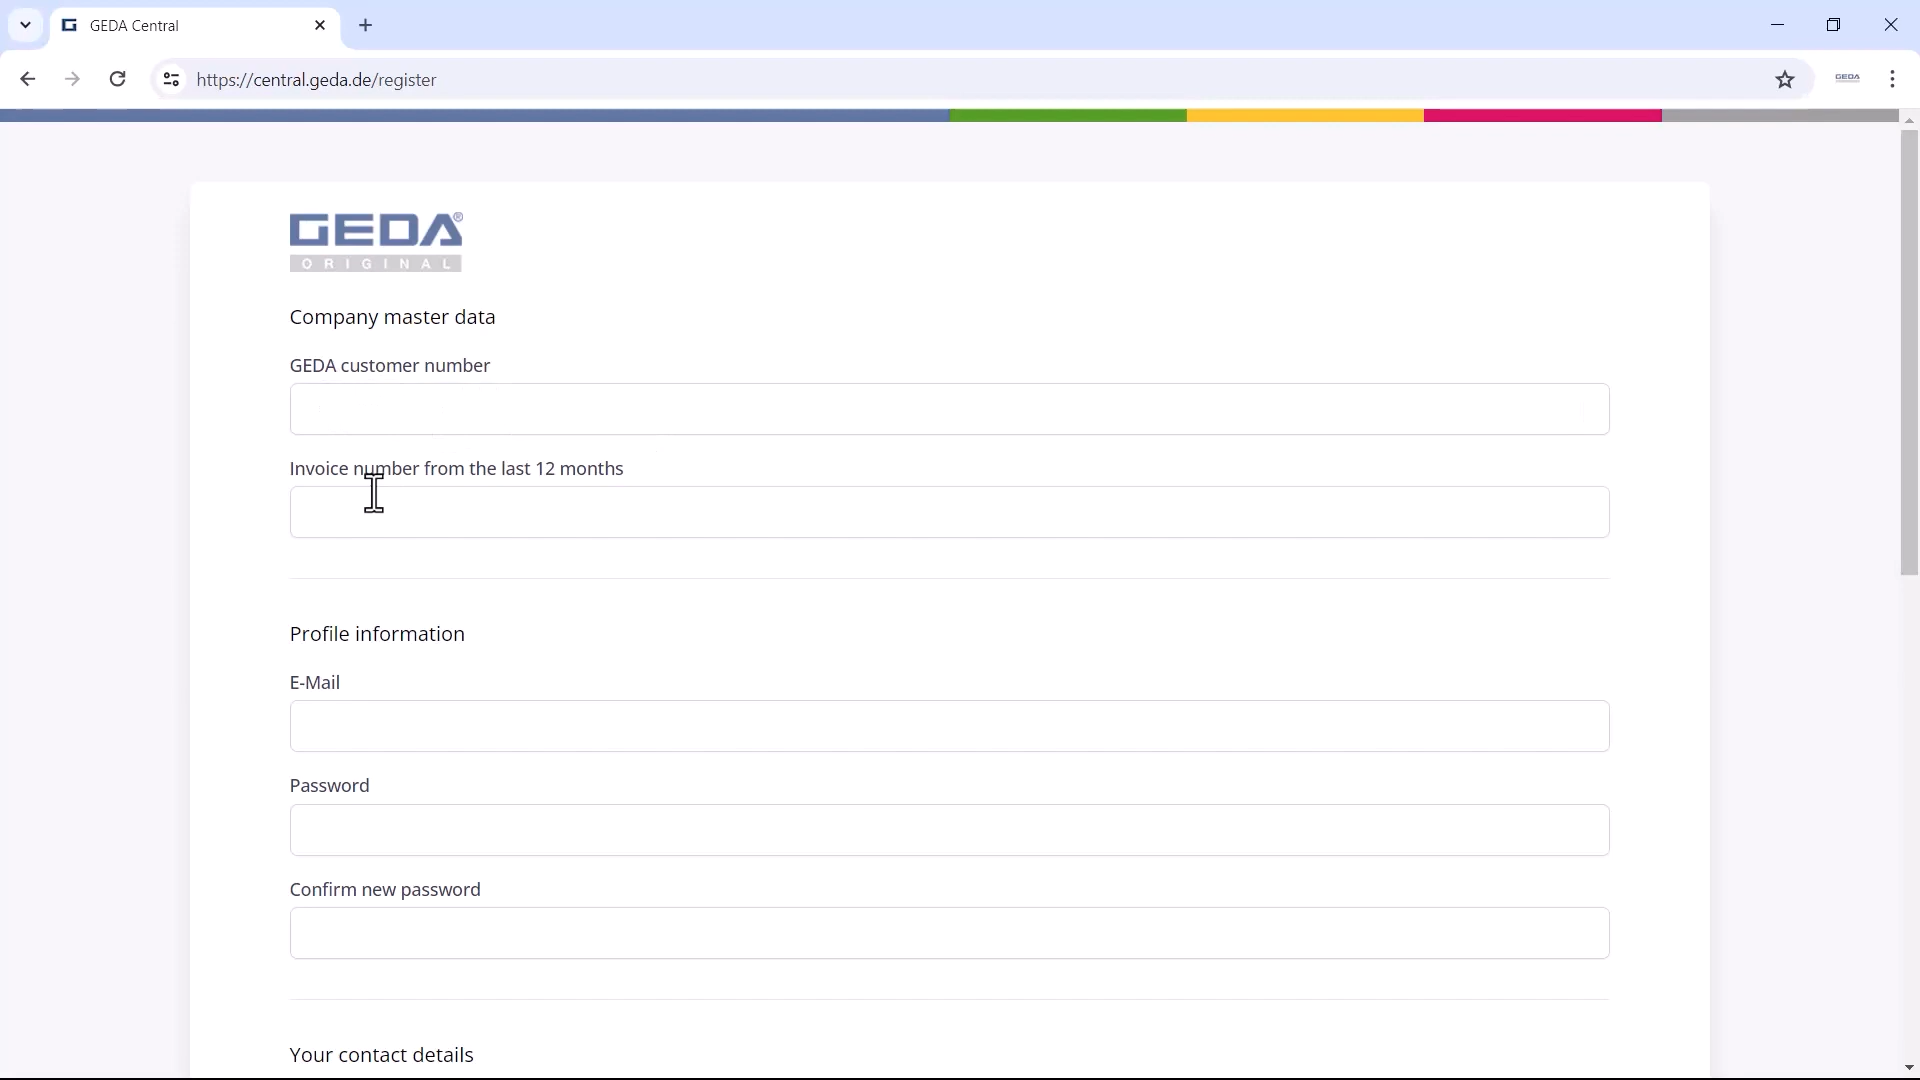 GEDA Central
https://central.geda.de/register
GEDA
GEDA®
ORIGINAL
Company master data
GEDA customer number
Invoice number from the last 12 months
Profile information
E-Mail
Password
Confirm new password
Your contact details